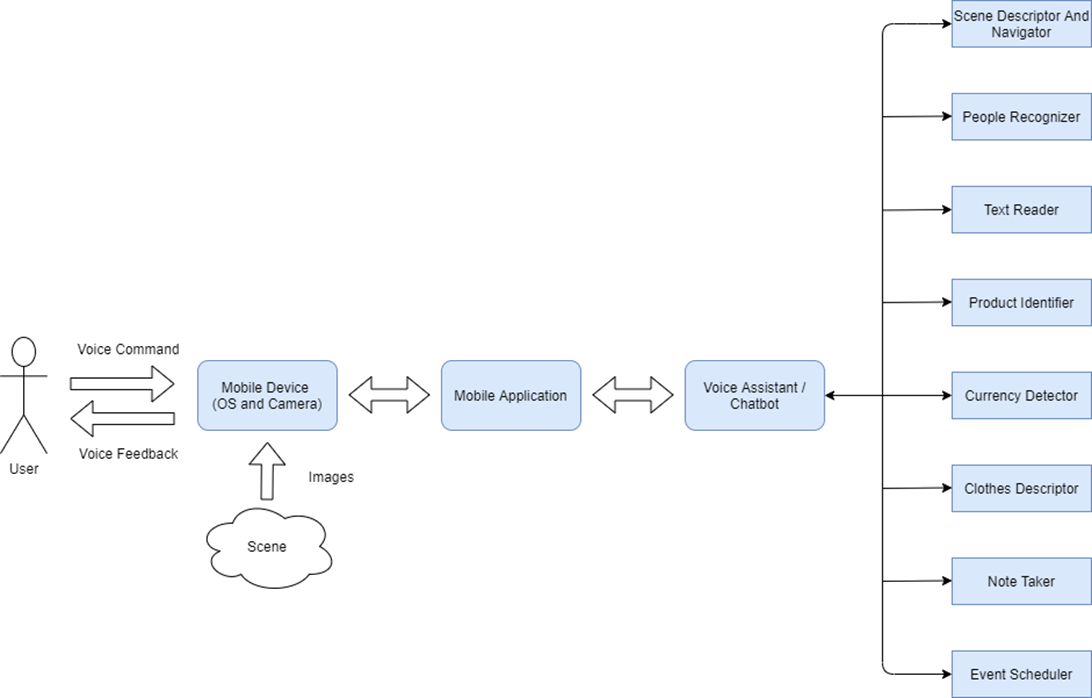 Scene Descriptor And
Navigator
People Recognizer
Text Reader
Product Identifier
Voice Command
Mobile Device
(OS and Camera)
Mobile Application
Voice Assistant /
Chatbot
Currency Detector
Voice Feedback
User
Images
Clothes Descriptor
Scene
Note Taker
Event Scheduler